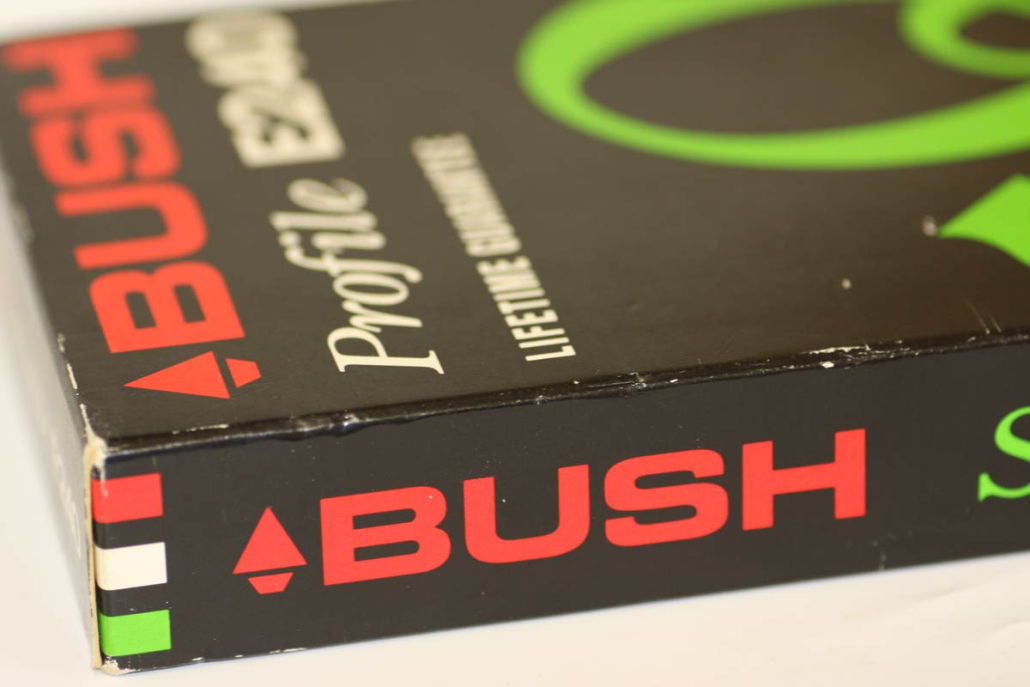 BUSH
Profile E240
LIFETIME GUARANTEE
BUSH